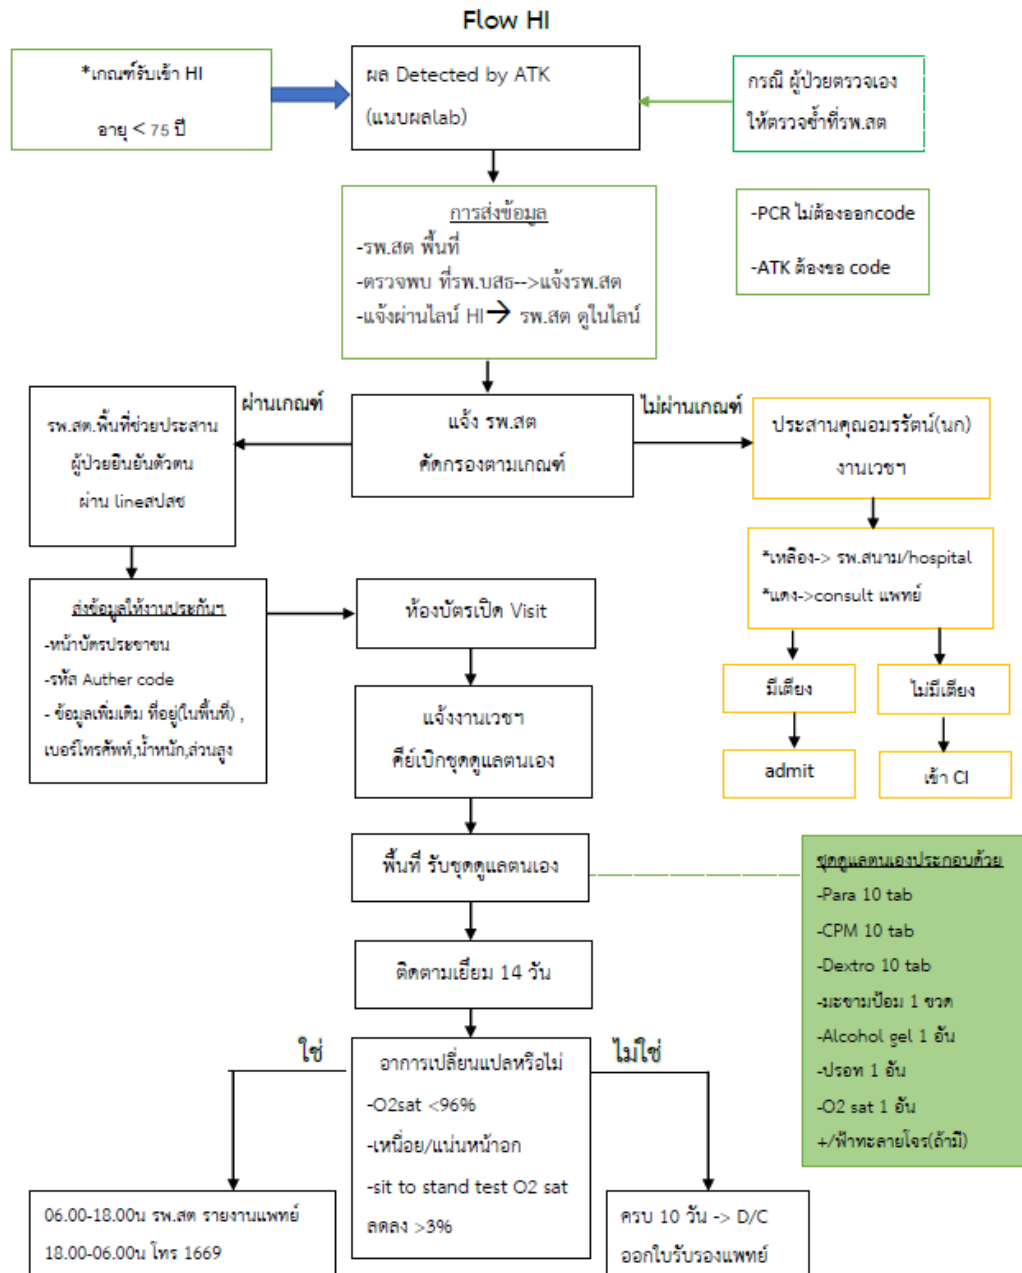 Flow HI
*เกณฑ์รับเข้า HI
อายุ < 75 ปี
ผล Detected by ATK
(แนบผลlab)
กรณี ผู้ป่วยตรวจเอง
ให้ตรวจซ้ำที่รพ.สต
การส่งข้อมูล
-รพ.สต พื้นที่
-ตรวจพบ ที่รพ.บสธ-->แจ้งรพ.สต
-แจ้งผ่านไลน์ HI→ รพ.สต ดูในไลน์
-PCR ไม่ต้องออกcode
-ATK ต้องขอ code
ผ่านเกณฑ์
แจ้ง รพ.สต
คัดกรองตามเกณฑ์
ไม่ผ่านเกณฑ์
รพ.สต.พื้นที่ช่วยประสาน
ผู้ป่วยยืนยันตัวตน
ผ่าน lineสปสช
ประสานคุณอมรรัตน์(นก)
งานเวชฯ
*เหลือง-> รพ.สนาม/hospital
*แดง->consult แพทย์
ส่งข้อมูลให้งานประกันฯ
-หน้าบัตรประชาชน
-รหัส Auther code
- ข้อมูลเพิ่มเติม ที่อยู่(ในพื้นที่) ,
เบอร์โทรศัพท์,น้ำหนัก,ส่วนสูง
ห้องบัตรเปิด Visit
มีเตียง
ไม่มีเตียง
แจ้งงานเวชฯ
คีย์เบิกชุดดูแลตนเอง
admit
เข้า CI
พื้นที่ รับชุดดูแลตนเอง
ชุดดูแลตนเองประกอบด้วย
-Para 10 tab
-CPM 10 tab
-Dextro 10 tab
-มะขามป้อม 1 ขวด
-Alcohol gel 1 อัน
-ปรอท 1 อัน
-O2 sat 1 อัน
+/ฟ้าทะลายโจร(ถ้ามี)
ติดตามเยี่ยม 14 วัน
ใช่
อาการเปลี่ยนแปลหรือไม่
-O2sat <96%
-เหนื่อย/แน่นหน้าอก
-sit to stand test O2 sat
ลดลง >3%
ไม่ใช่
06.00-18.00น รพ.สต รายงานแพทย์
18.00-06.00น โทร 1669
ครบ 10 วัน -> D/C
ออกใบรับรองแพทย์